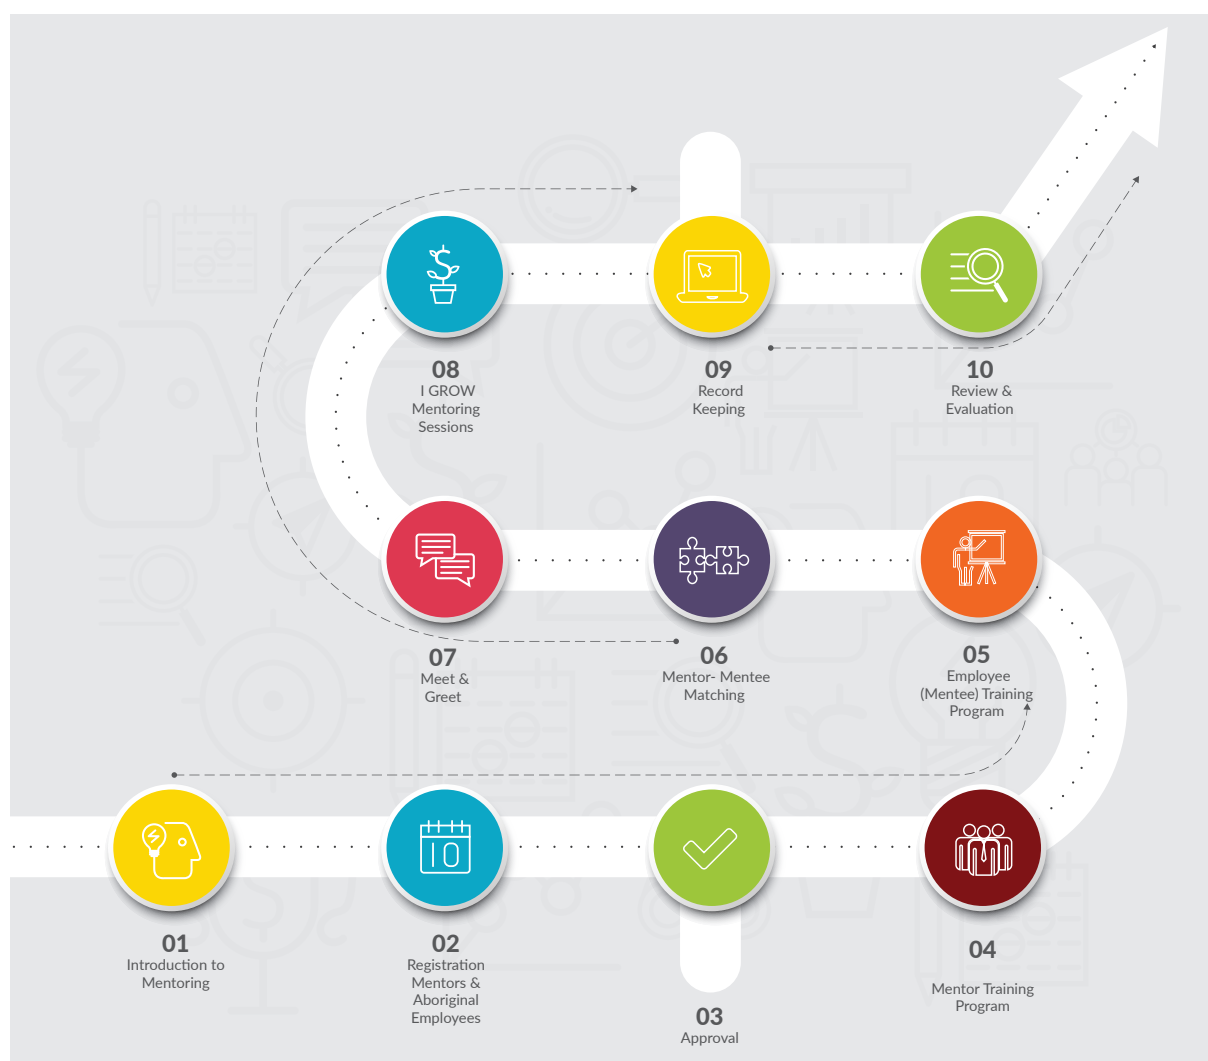 08
I GROW
Mentoring
Sessions
09
Record
Keeping
10
Review &
Evaluation
07
Meet &
Greet
06
Mentor- Mentee
Matching
05
Employee
(Mentee) Training
Program
01
Introduction to
Mentoring
02
Registration
Mentors &
Aboriginal
Employees
10
03
Approval
04
Mentor Training
Program